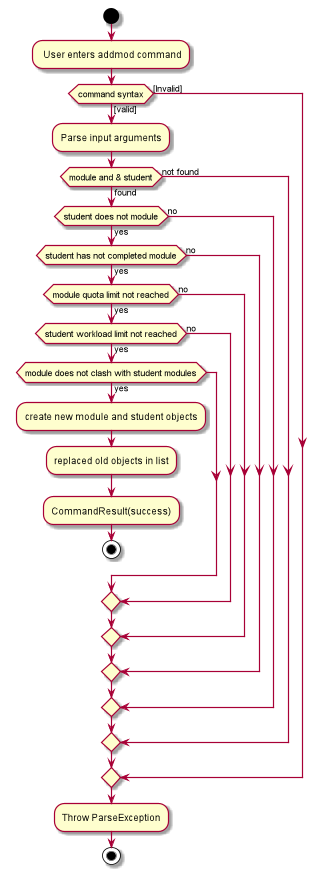 User enters addmod command
command syntax
[Invalid]
[valid]
Parse input arguments
module and & student
not found
found
student does not module
no
yes
student has not completed module
no
yes
module quota limit not reached
no
yes
student workload limit not reached
no
yes
module does not clash with student modules
yes
create new module and student objects
replaced old objects in list
CommandResult(success)
Throw ParseException